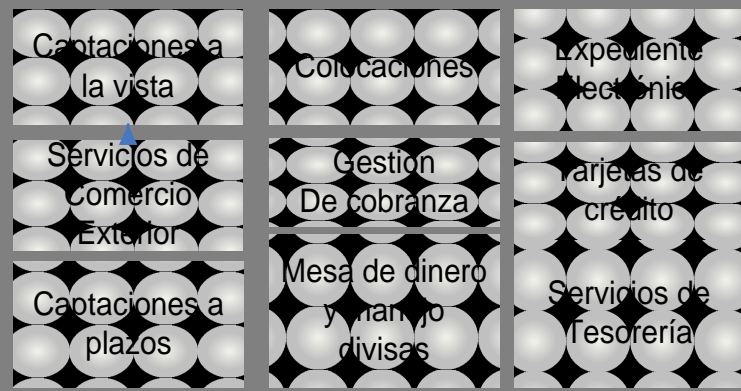 Captaciones a
la vista
Colocaciones
Expediente
Electrónico
Servicios de
Comercio
Exterior
Gestión
De cobranza
Tarjetas de
crédito
Captaciones a
plazos
Mesa de dinero
y manejo
divisas
Servicios de
Tesorería